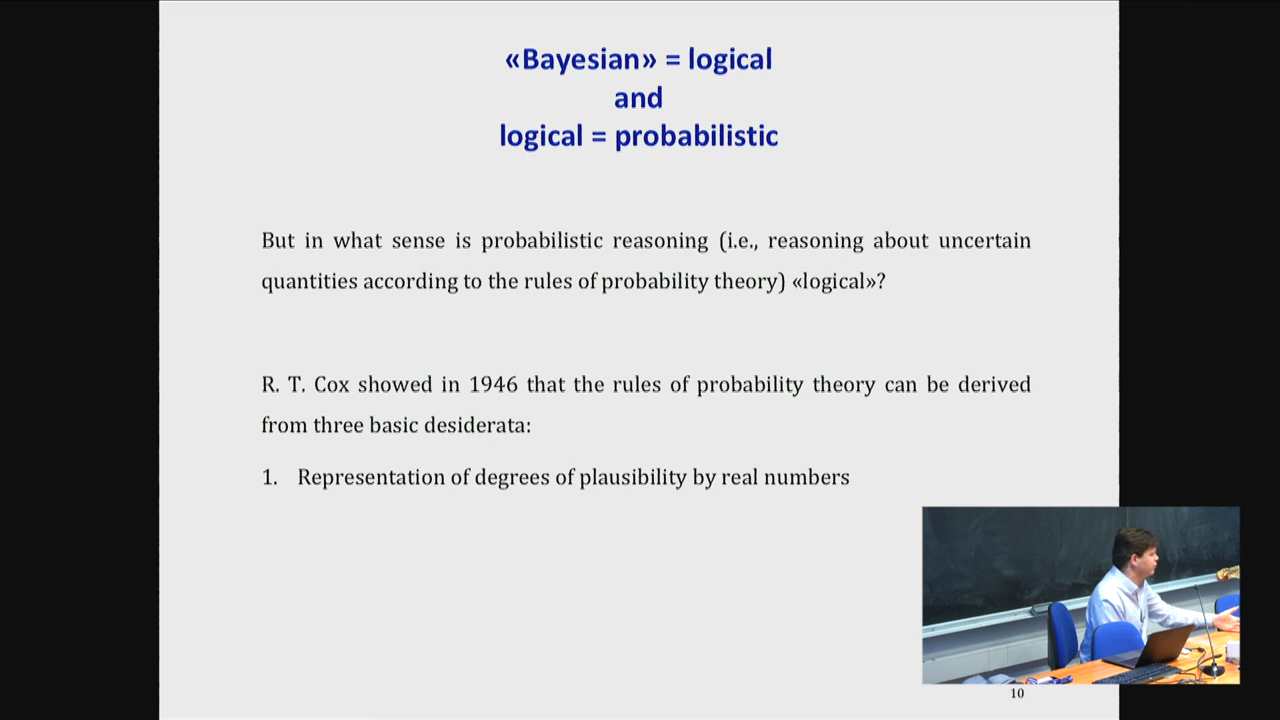 «Bayesian» = logical
and
logical = probabilistic
But in what sense is probabilistic reasoning (i.e., reasoning about uncertain
quantities according to the rules of probability theory) «logical»?
R. T. Cox showed in 1946 that the rules of probability theory can be derived
from three basic desiderata:
1. Representation of degrees of plausibility by real numbers
10